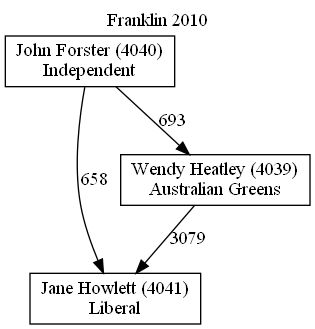 Franklin 2010
John Forster (4040)
Independent
693
658
Wendy Heatley (4039)
Australian Greens
3079
Jane Howlett (4041)
Liberal